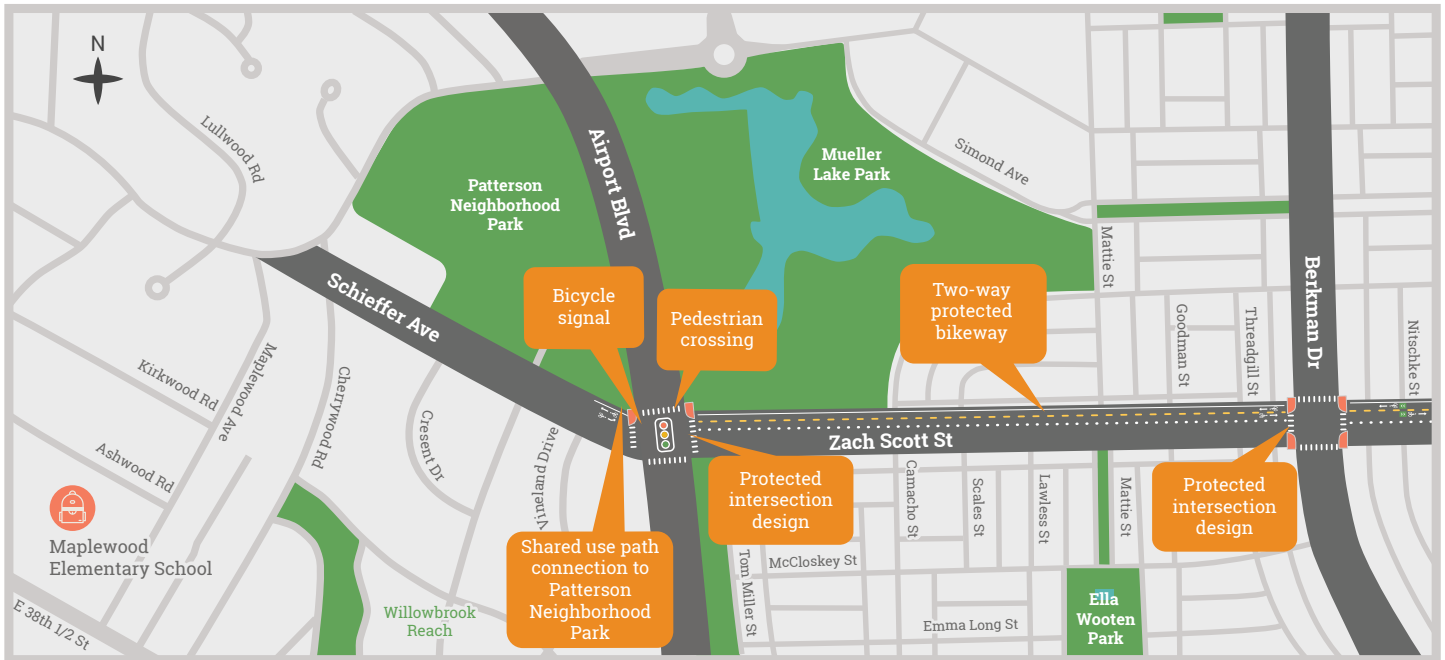 N
Lullwood Rd
Airport Blvd
Patterson
Neighborhood
Park
Mueller
Lake Park
Simond Ave
Mattie St
Berkman Dr
Schieffer Ave
Bicycle
signal
Pedestrian
crossing
Two-way
protected
bikeway
Goodman St
Threadgill St
Nitschke St
Kirkwood Rd
Maplewood Ave
Cherrywood Rd
Cresent Dr
Vineland Drive
Zach Scott St
Ashwood Rd
Maplewood
Elementary School
E 38th 1/2 St
Willowbrook
Reach
Shared use path
connection to
Patterson
Neighborhood
Park
Protected
intersection
design
Camacho St
Scales St
Lawless St
Mattie St
Protected
intersection
design
Tom Miller St
McCloskey St
Emma Long St
Ella
Wooten
Park